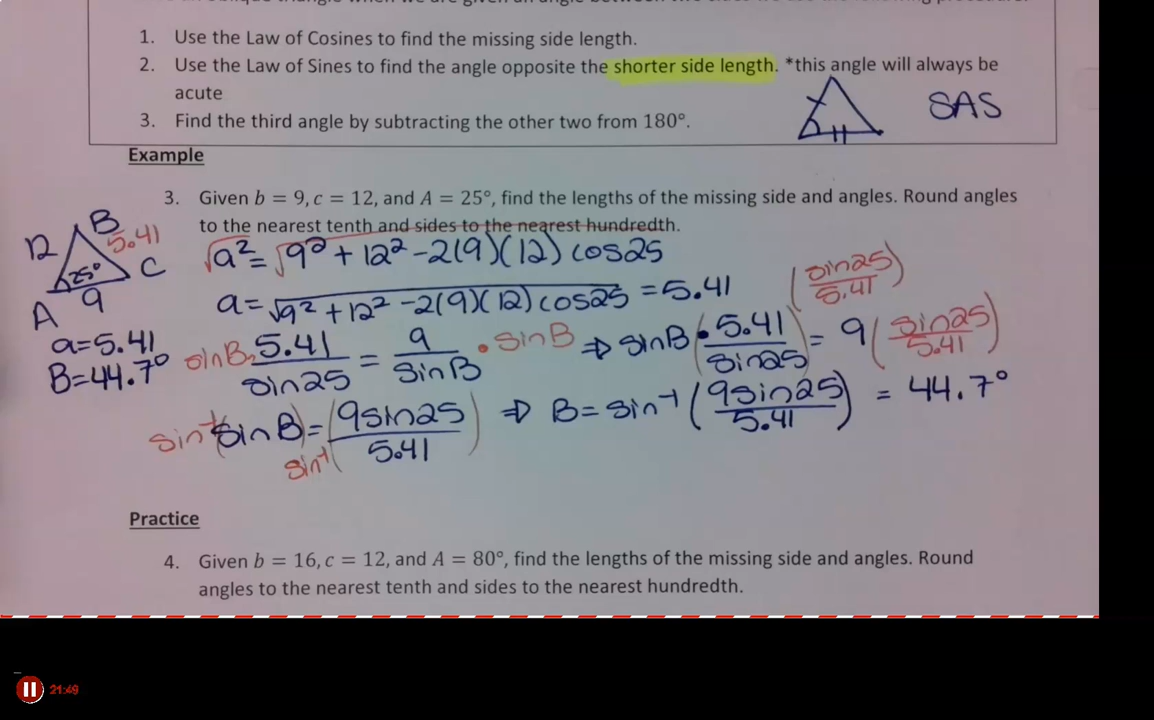 1. Use the Law of Cosines to find the missing side length.
2. Use the Law of Sines to find the angle opposite the shorter side length. *this angle will always be
acute
SAS
3. Find the third angle by subtracting the other two from 180°.
Example
3. Given b = 9, c = 12, and A = 25°, find the lengths of the missing side and angles. Round angles
to the nearest tenth and sides to the nearest hundredth.
12 B 5.41
25° C
A 9
√a² = √9² + 12² - 2(9)(12) cos25
a = √9² + 12² - 2(9)(12) cos25 = 5.41
(sin25/5.41)
a = 5.41
B = 44.7°
sinB · 5.41/sin25 = 9/sinB · sinB ⇒ sinB (· 5.41/sin25) = 9 (sin25/5.41)
sin⁻¹(sinB) = sin⁻¹(9sin25/5.41) ⇒ B = sin⁻¹(9sin25/5.41) = 44.7°
Practice
4. Given b = 16, c = 12, and A = 80°, find the lengths of the missing side and angles. Round
angles to the nearest tenth and sides to the nearest hundredth.
21:49